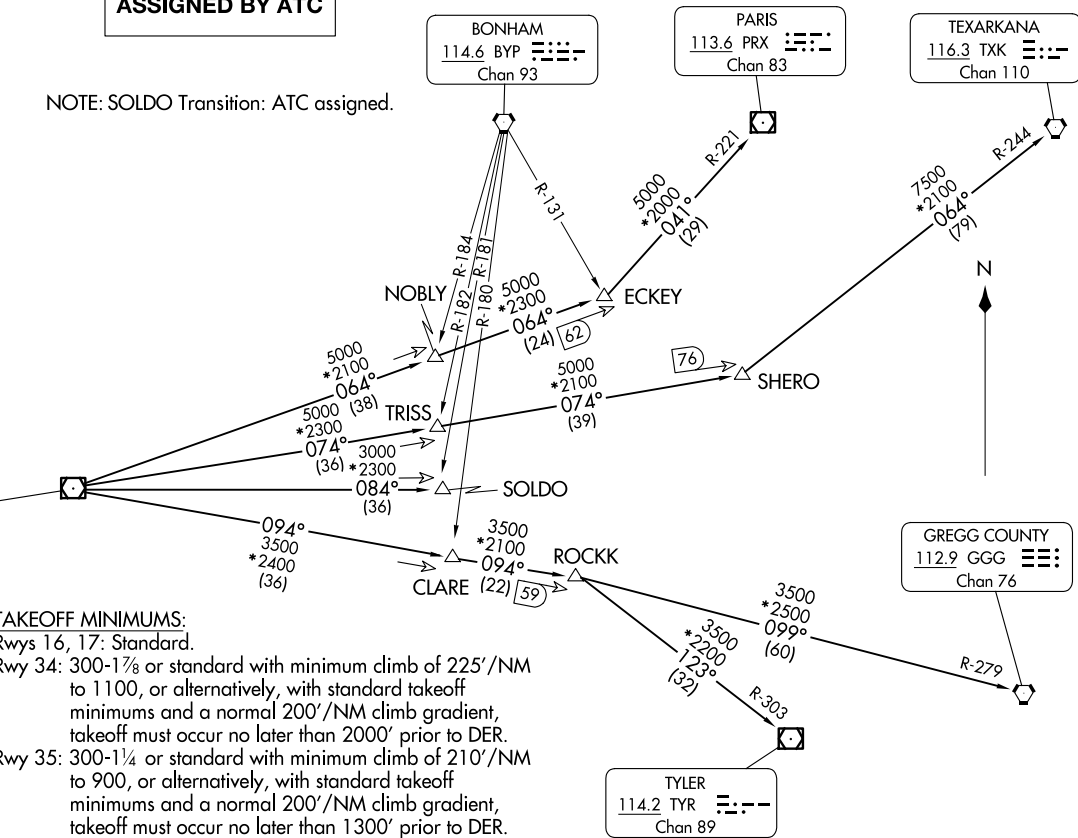 ASSIGNED BY ATC
NOTE: SOLDO Transition: ATC assigned.
BONHAM
114.6 BYP
Chan 93
PARIS
113.6 PRX
Chan 83
TEXARKANA
116.3 TXK
Chan 110
R-221
R-244
R-131
R-184
R-181
R-182
R-180
5000
*2000
041°
(29)
7500
*2100
064°
(79)
N
NOBLY
ECKEY
5000
*2300
064°
(24)
62
5000
*2100
064°
(38)
76
SHERO
TRISS
5000
*2100
074°
(39)
5000
*2300
074°
(36)
3000
*2300
084°
(36)
SOLDO
094°
3500
*2400
(36)
CLARE
3500
*2100
094°
(22)
59
ROCKK
3500
*2500
099°
(60)
R-279
3500
*2200
123°
(32)
R-303
GREGG COUNTY
112.9 GGG
Chan 76
TYLER
114.2 TYR
Chan 89
TAKEOFF MINIMUMS:
Rwys 16, 17: Standard.
Rwy 34: 300-1⅞ or standard with minimum climb of 225'/NM
to 1100, or alternatively, with standard takeoff
minimums and a normal 200'/NM climb gradient,
takeoff must occur no later than 2000' prior to DER.
Rwy 35: 300-1¼ or standard with minimum climb of 210'/NM
to 900, or alternatively, with standard takeoff
minimums and a normal 200'/NM climb gradient,
takeoff must occur no later than 1300' prior to DER.